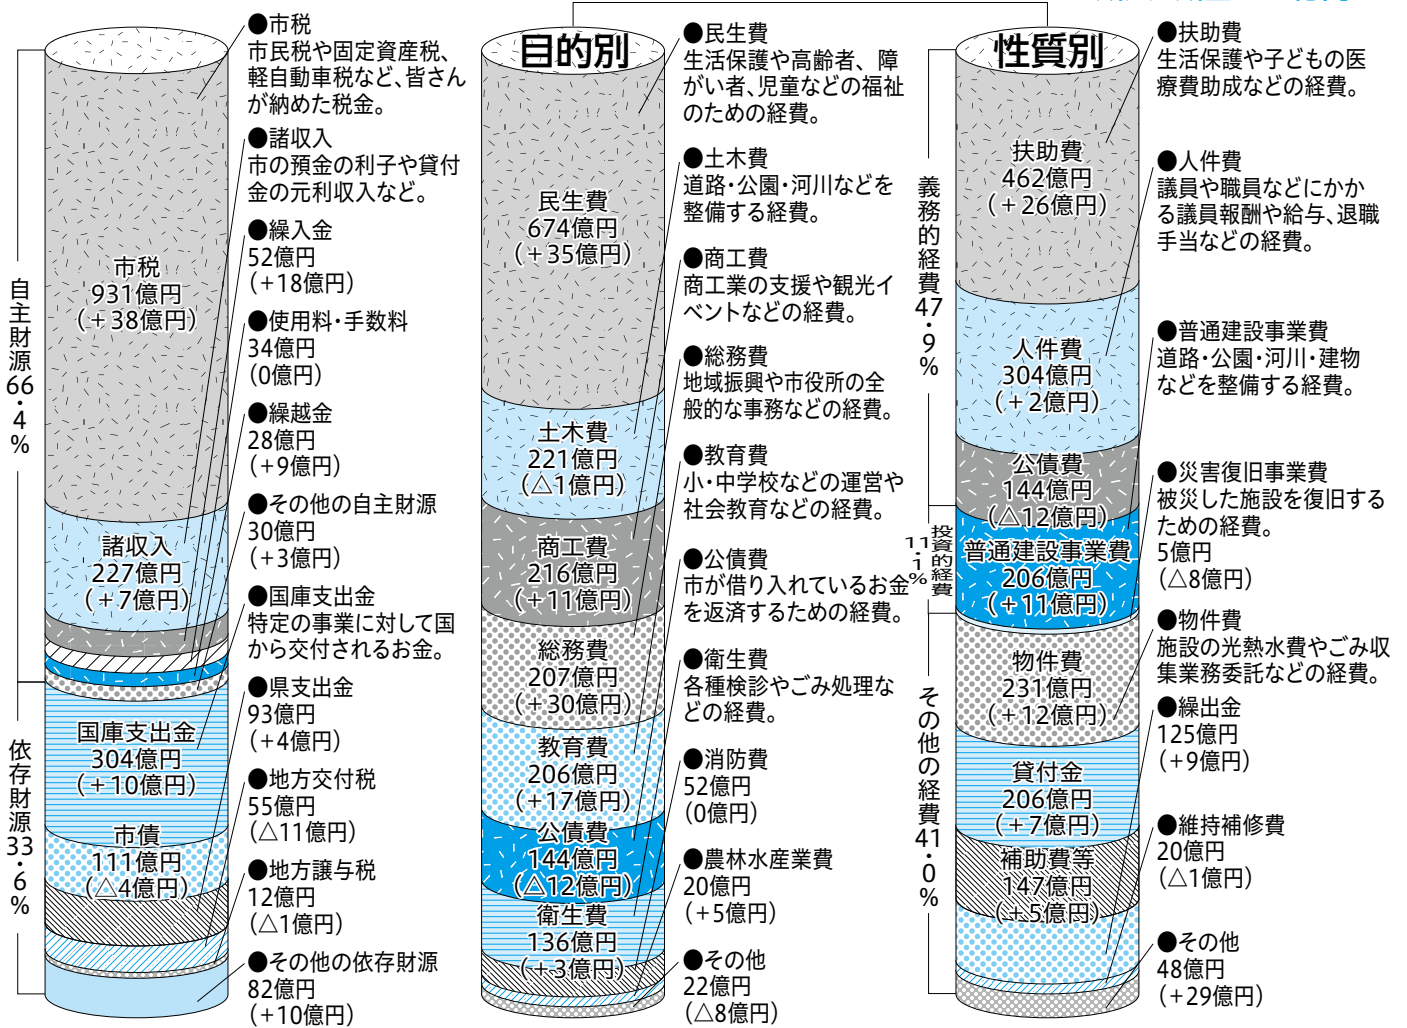 ●市税
市民税や固定資産税、
軽自動車税など、皆さん
が納めた税金。
●諸収入
市の預金の利子や貸付
金の元利収入など。
●繰入金
52億円
(+18億円)
●使用料・手数料
34億円
(0億円)
●繰越金
28億円
(+9億円)
●その他の自主財源
30億円
(+3億円)
●国庫支出金
特定の事業に対して国
から交付されるお金。
●県支出金
93億円
(+4億円)
●地方交付税
55億円
(△11億円)
●地方譲与税
12億円
(△1億円)
●その他の依存財源
82億円
(+10億円)
自主財源66・4%
依存財源33・6%
市税
931億円
(+38億円)
諸収入
227億円
(+7億円)
国庫支出金
304億円
(+10億円)
市債
111億円
(△4億円)
目的別
民生費
674億円
(+35億円)
土木費
221億円
(△1億円)
商工費
216億円
(+11億円)
総務費
207億円
(+30億円)
教育費
206億円
(+17億円)
公債費
144億円
(△12億円)
衛生費
136億円
(+3億円)
●民生費
生活保護や高齢者、障
がい者、児童などの福祉
のための経費。
●土木費
道路・公園・河川などを
整備する経費。
●商工費
商工業の支援や観光イ
ベントなどの経費。
●総務費
地域振興や市役所の全
般的な事務などの経費。
●教育費
小・中学校などの運営や
社会教育などの経費。
●公債費
市が借り入れているお金
を返済するための経費。
●衛生費
各種検診やごみ処理な
どの経費。
●消防費
52億円
(0億円)
●農林水産業費
20億円
(+5億円)
●その他
22億円
(△8億円)
性質別
義務的経費47・9%
投資的経費
11・1%
その他の経費41・0%
扶助費
462億円
(+26億円)
人件費
304億円
(+2億円)
公債費
144億円
(△12億円)
普通建設事業費
206億円
(+11億円)
物件費
231億円
(+12億円)
貸付金
206億円
(+7億円)
補助費等
147億円
(+5億円)
●扶助費
生活保護や子どもの医
療費助成などの経費。
●人件費
議員や職員などにかか
る議員報酬や給与、退職
手当などの経費。
●普通建設事業費
道路・公園・河川・建物
などを整備する経費。
●災害復旧事業費
被災した施設を復旧する
ための経費。
5億円
(△8億円)
●物件費
施設の光熱水費やごみ収
集業務委託などの経費。
●繰出金
125億円
(+9億円)
●維持補修費
20億円
(△1億円)
●その他
48億円
(+29億円)